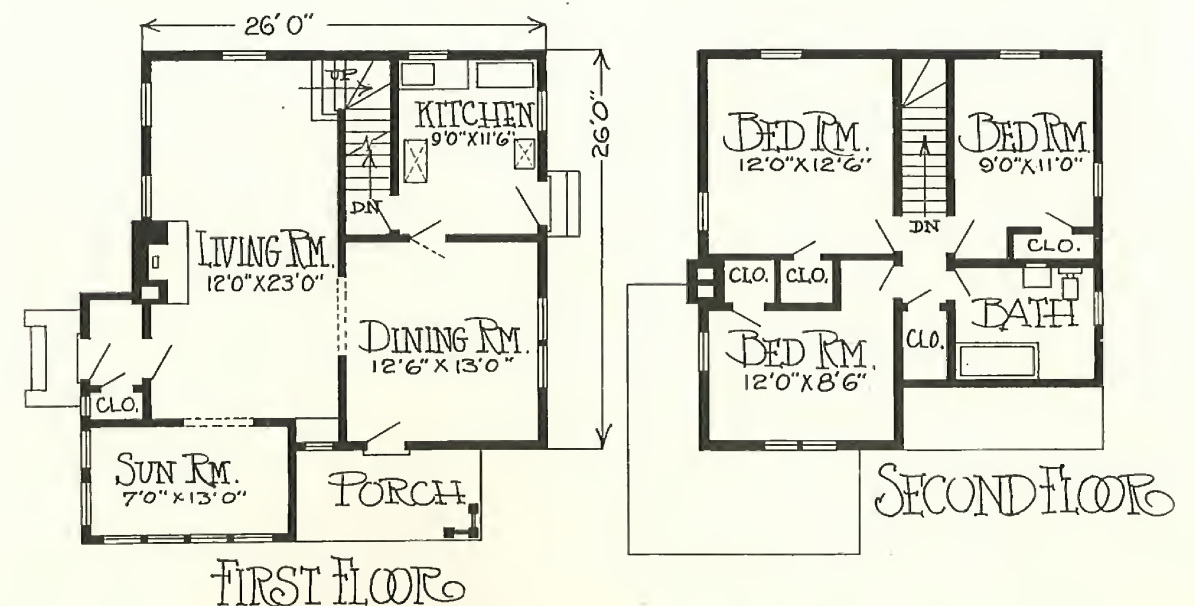 26'0"
26'0"
UP
KITCHEN
9'0"X11'6"
DN
LIVING RM.
12'0"X23'0"
DINING RM.
12'6"X13'0"
CLO.
SUN RM.
7'0"X13'0"
PORCH
FIRST FLOOR
BED RM.
12'0"X12'6"
BED RM.
9'0"X11'0"
DN
CLO.
CLO.
CLO.
BATH
CLO.
BED RM.
12'0"X8'6"
SECOND FLOOR